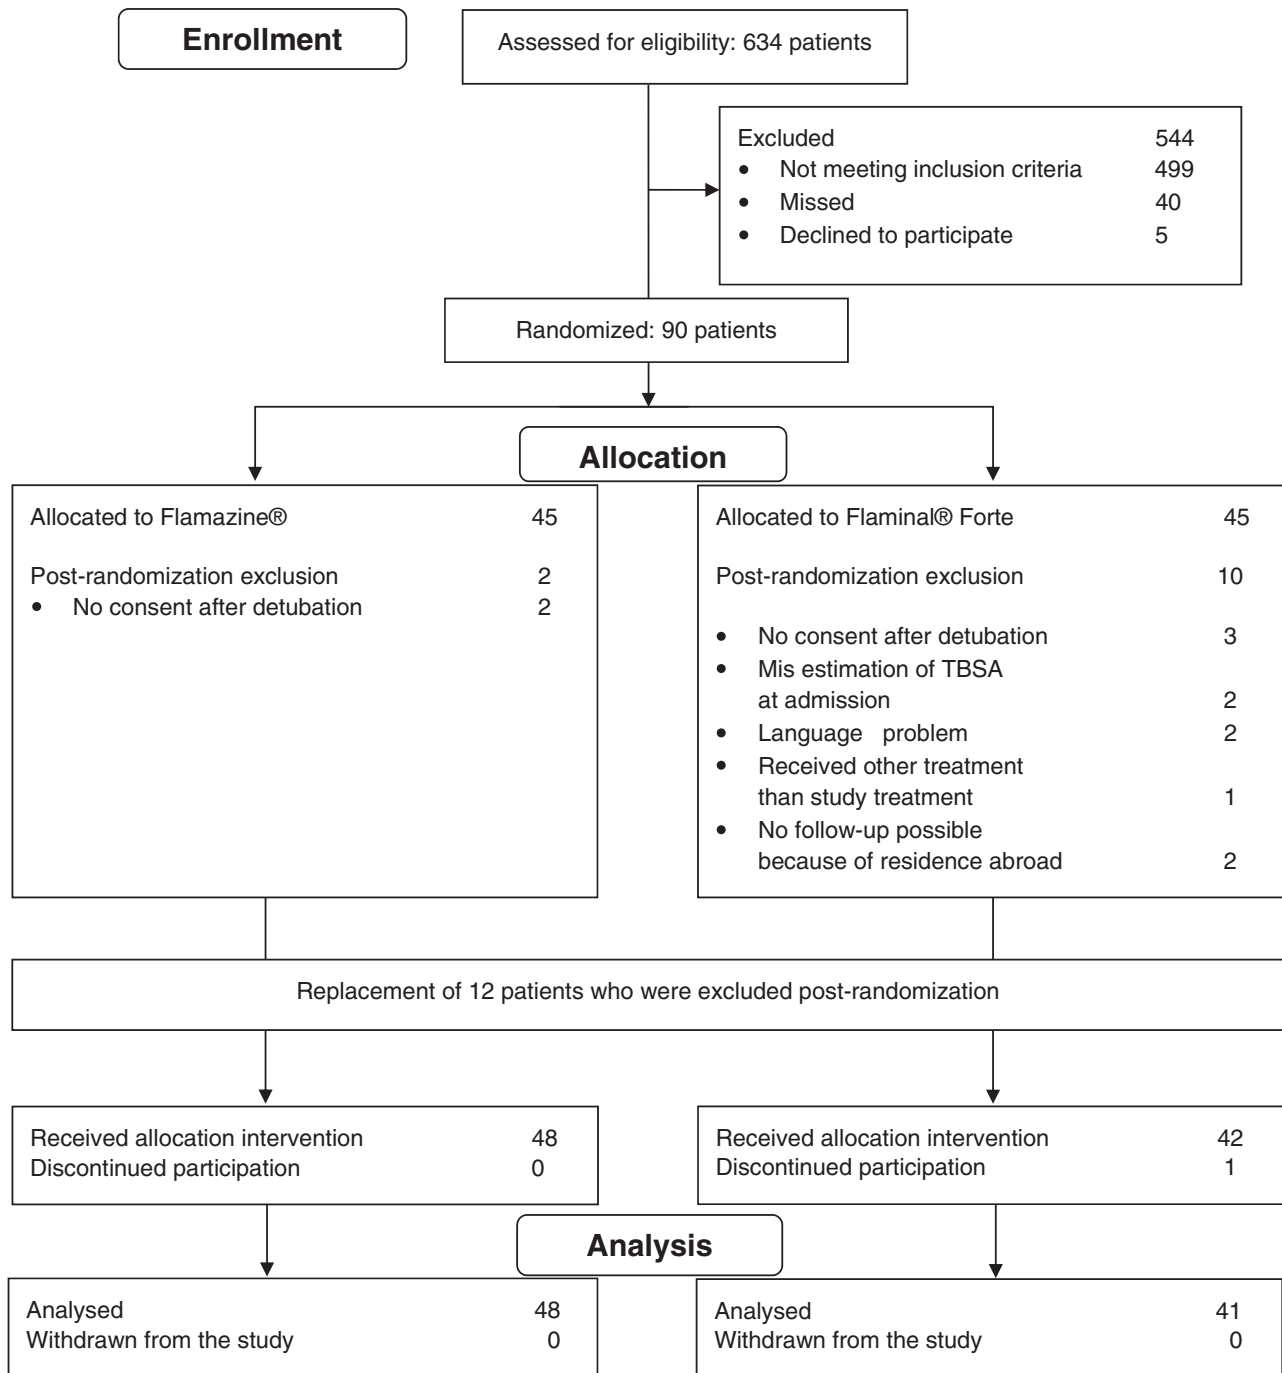 Enrollment
Assessed for eligibility: 634 patients
Excluded 544
• Not meeting inclusion criteria 499
• Missed 40
• Declined to participate 5
Randomized: 90 patients
Allocation
Allocated to Flamazine® 45
Post-randomization exclusion 2
• No consent after detubation 2
Allocated to Flaminal® Forte 45
Post-randomization exclusion 10
• No consent after detubation 3
• Mis estimation of TBSA
at admission 2
• Language problem 2
• Received other treatment
than study treatment 1
• No follow-up possible
because of residence abroad 2
Replacement of 12 patients who were excluded post-randomization
Received allocation intervention 48
Discontinued participation 0
Received allocation intervention 42
Discontinued participation 1
Analysis
Analysed 48
Withdrawn from the study 0
Analysed 41
Withdrawn from the study 0